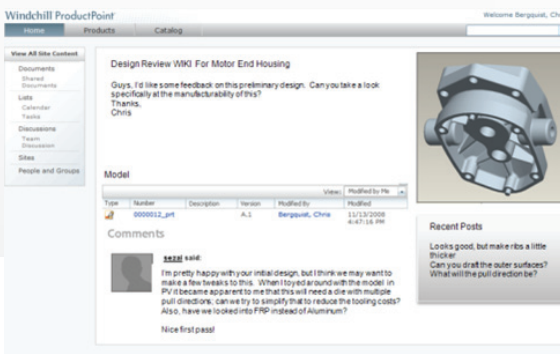 Windchill ProductPoint
Welcome Bergquist, Ch
Home Products Catalog
View All Site Content
Documents
Shared
Documents
Lists
Calendar
Tasks
Discussions
Team
Discussion
Sites
People and Groups
Design Review WIKI For Motor End Housing
Guys, I'd like some feedback on this preliminary design. Can you take a look
specifically at the manufacturability of this?
Thanks,
Chris
Model
View: Modified by Me
Type Number Description Version Modified By Modified
0000012_prt A.1 Bergquist, Chris 11/13/2008
4:47:16 PM
Comments
sezai said:
I'm pretty happy with your initial design, but I think we may want to
make a few tweaks to this. When I toyed around with the model in
PV it became apparent to me that this will need a die with multiple
pull directions; can we try to simplify that to reduce the tooling costs?
Also, have we looked into FRP instead of Aluminum?
Nice first pass!
Recent Posts
Looks good, but make ribs a little
thicker
Can you draft the outer surfaces?
What will the pull direction be?